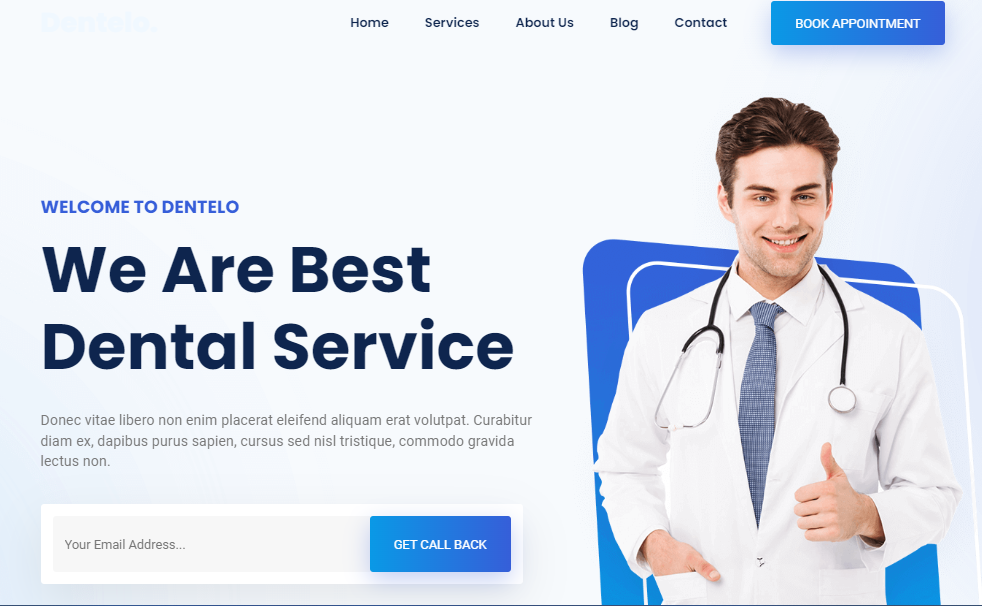 Dentelo.
Home Services About Us Blog Contact BOOK APPOINTMENT
WELCOME TO DENTELO
We Are Best
Dental Service
Donec vitae libero non enim placerat eleifend aliquam erat volutpat. Curabitur
diam ex, dapibus purus sapien, cursus sed nisl tristique, commodo gravida
lectus non.
Your Email Address... GET CALL BACK